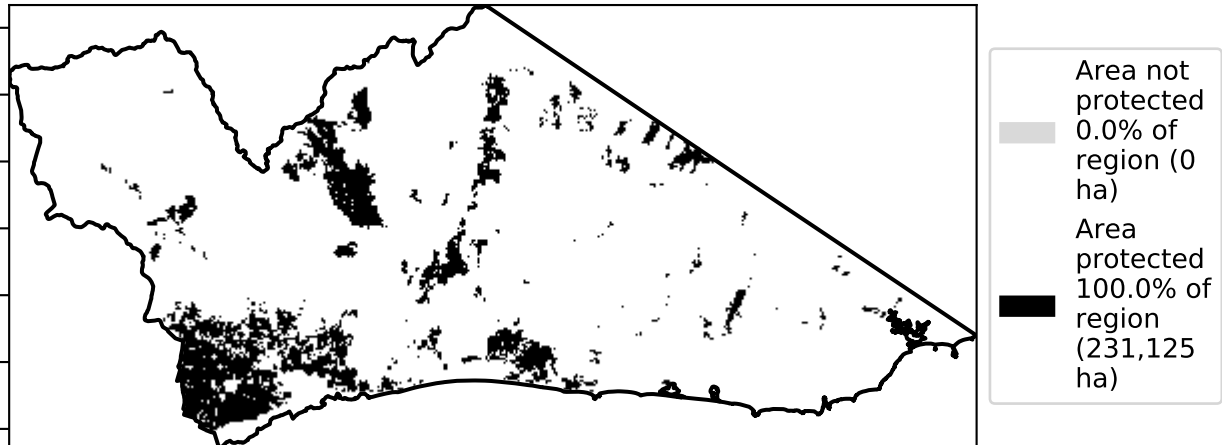 Area not
protected
0.0% of
region (0
ha)
Area
protected
100.0% of
region
(231,125
ha)